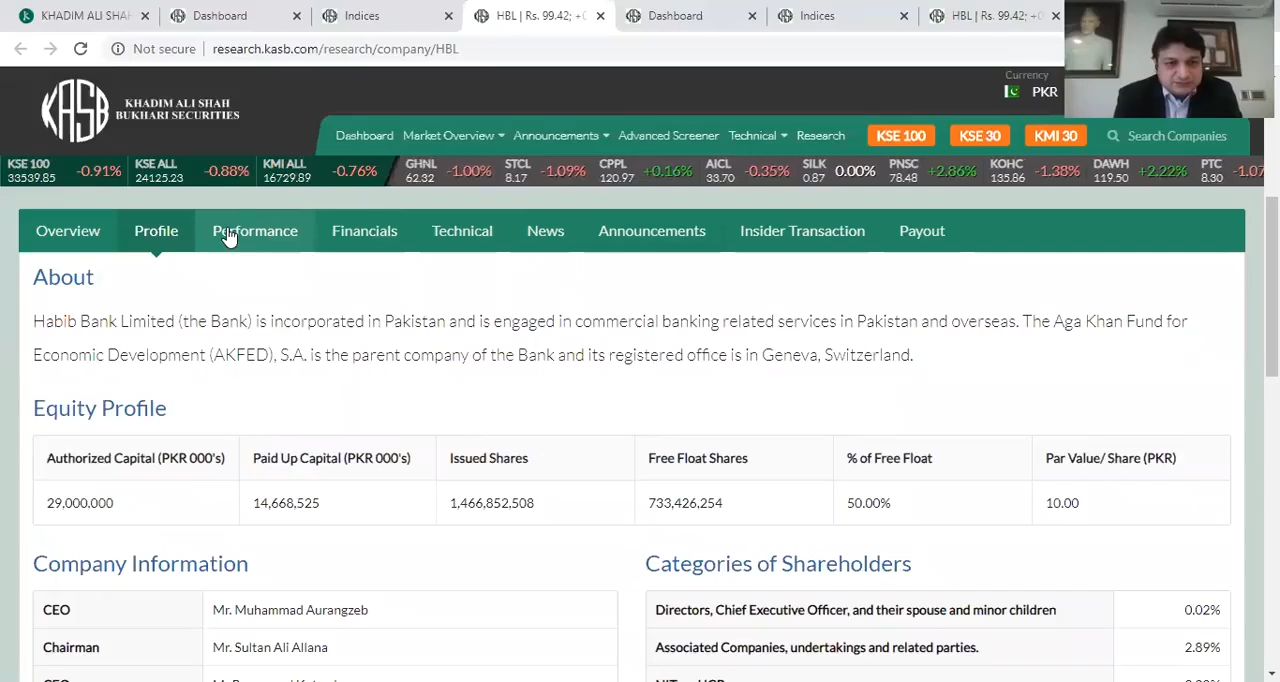 KHADIM ALI SHAH
Dashboard
Indices
HBL | Rs. 99.42; +0
Dashboard
Indices
HBL | Rs. 99.42; +0
Not secure
research.kasb.com/research/company/HBL
KASB
KHADIM ALI SHAH
BUKHARI SECURITIES
Currency
PKR
Dashboard Market Overview Announcements Advanced Screener Technical Research KSE 100 KSE 30 KMI 30 Search Companies
KSE 100 33539.85 -0.91%
KSE ALL 24125.23 -0.88%
KMI ALL 16729.89 -0.76%
GHNL 62.32 -1.00%
STCL 8.17 -1.09%
CPPL 120.97 +0.16%
AICL 33.70 -0.35%
SILK 0.87 0.00%
PNSC 78.48 +2.86%
KOHC 135.86 -1.38%
DAWH 119.50 +2.22%
PTC 8.30 -1.07
Overview Profile Performance Financials Technical News Announcements Insider Transaction Payout
About
Habib Bank Limited (the Bank) is incorporated in Pakistan and is engaged in commercial banking related services in Pakistan and overseas. The Aga Khan Fund for
Economic Development (AKFED), S.A. is the parent company of the Bank and its registered office is in Geneva, Switzerland.
Equity Profile
Authorized Capital (PKR 000's) Paid Up Capital (PKR 000's) Issued Shares Free Float Shares % of Free Float Par Value/ Share (PKR)
29,000,000 14,668,525 1,466,852,508 733,426,254 50.00% 10.00
Company Information
CEO Mr. Muhammad Aurangzeb
Chairman Mr. Sultan Ali Allana
Categories of Shareholders
Directors, Chief Executive Officer, and their spouse and minor children 0.02%
Associated Companies, undertakings and related parties. 2.89%